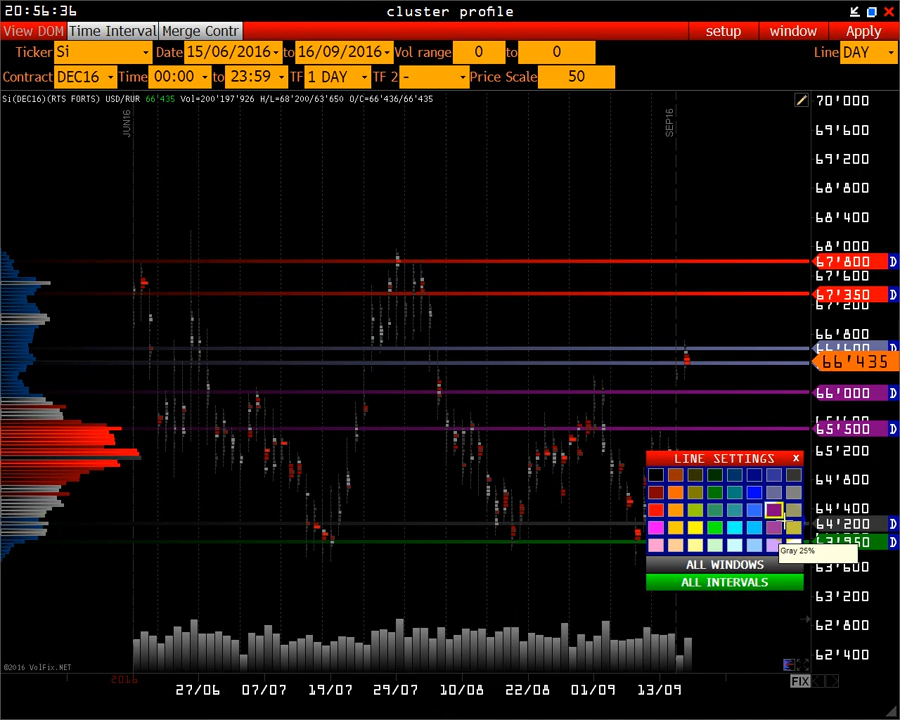 20:56:36 cluster profile
View DOM Time Interval Merge Contr setup window Apply
Ticker Si Date 15/06/2016 to 16/09/2016 Vol range 0 to 0 Line DAY
Contract DEC16 Time 00:00 to 23:59 TF 1 DAY TF 2 - Price Scale 50
Si(DEC16)(RTS FORTS) USD/RUR 66'435 Vol=200'197'926 H/L=68'200/63'650 O/C=66'436/66'435
JUN16
SEP16
70'000
69'600
69'200
68'800
68'400
68'000
67'800 D
67'600
67'350 D
67'200
66'800
66'600 D
66'435
66'000 D
65'500 D
65'200
64'800
64'400
64'200 D
D
63'600
63'200
62'800
62'400
LINE SETTINGS x
Gray 25%
ALL WINDOWS
ALL INTERVALS
©2016 VolFix.NET
FIX
2016 27/06 07/07 19/07 29/07 10/08 22/08 01/09 13/09